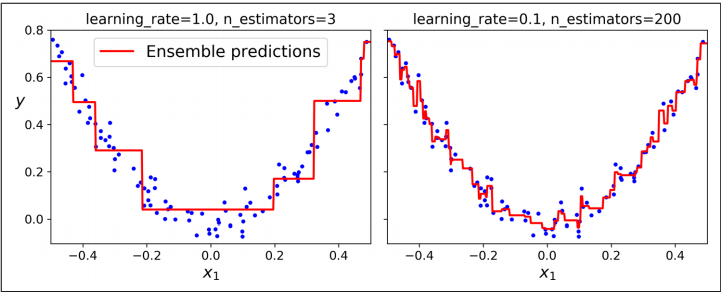 learning_rate=1.0, n_estimators=3
learning_rate=0.1, n_estimators=200
Ensemble predictions
y
0.8
0.6
0.4
0.2
0.0
−0.4 −0.2 0.0 0.2 0.4
x₁
−0.4 −0.2 0.0 0.2 0.4
x₁